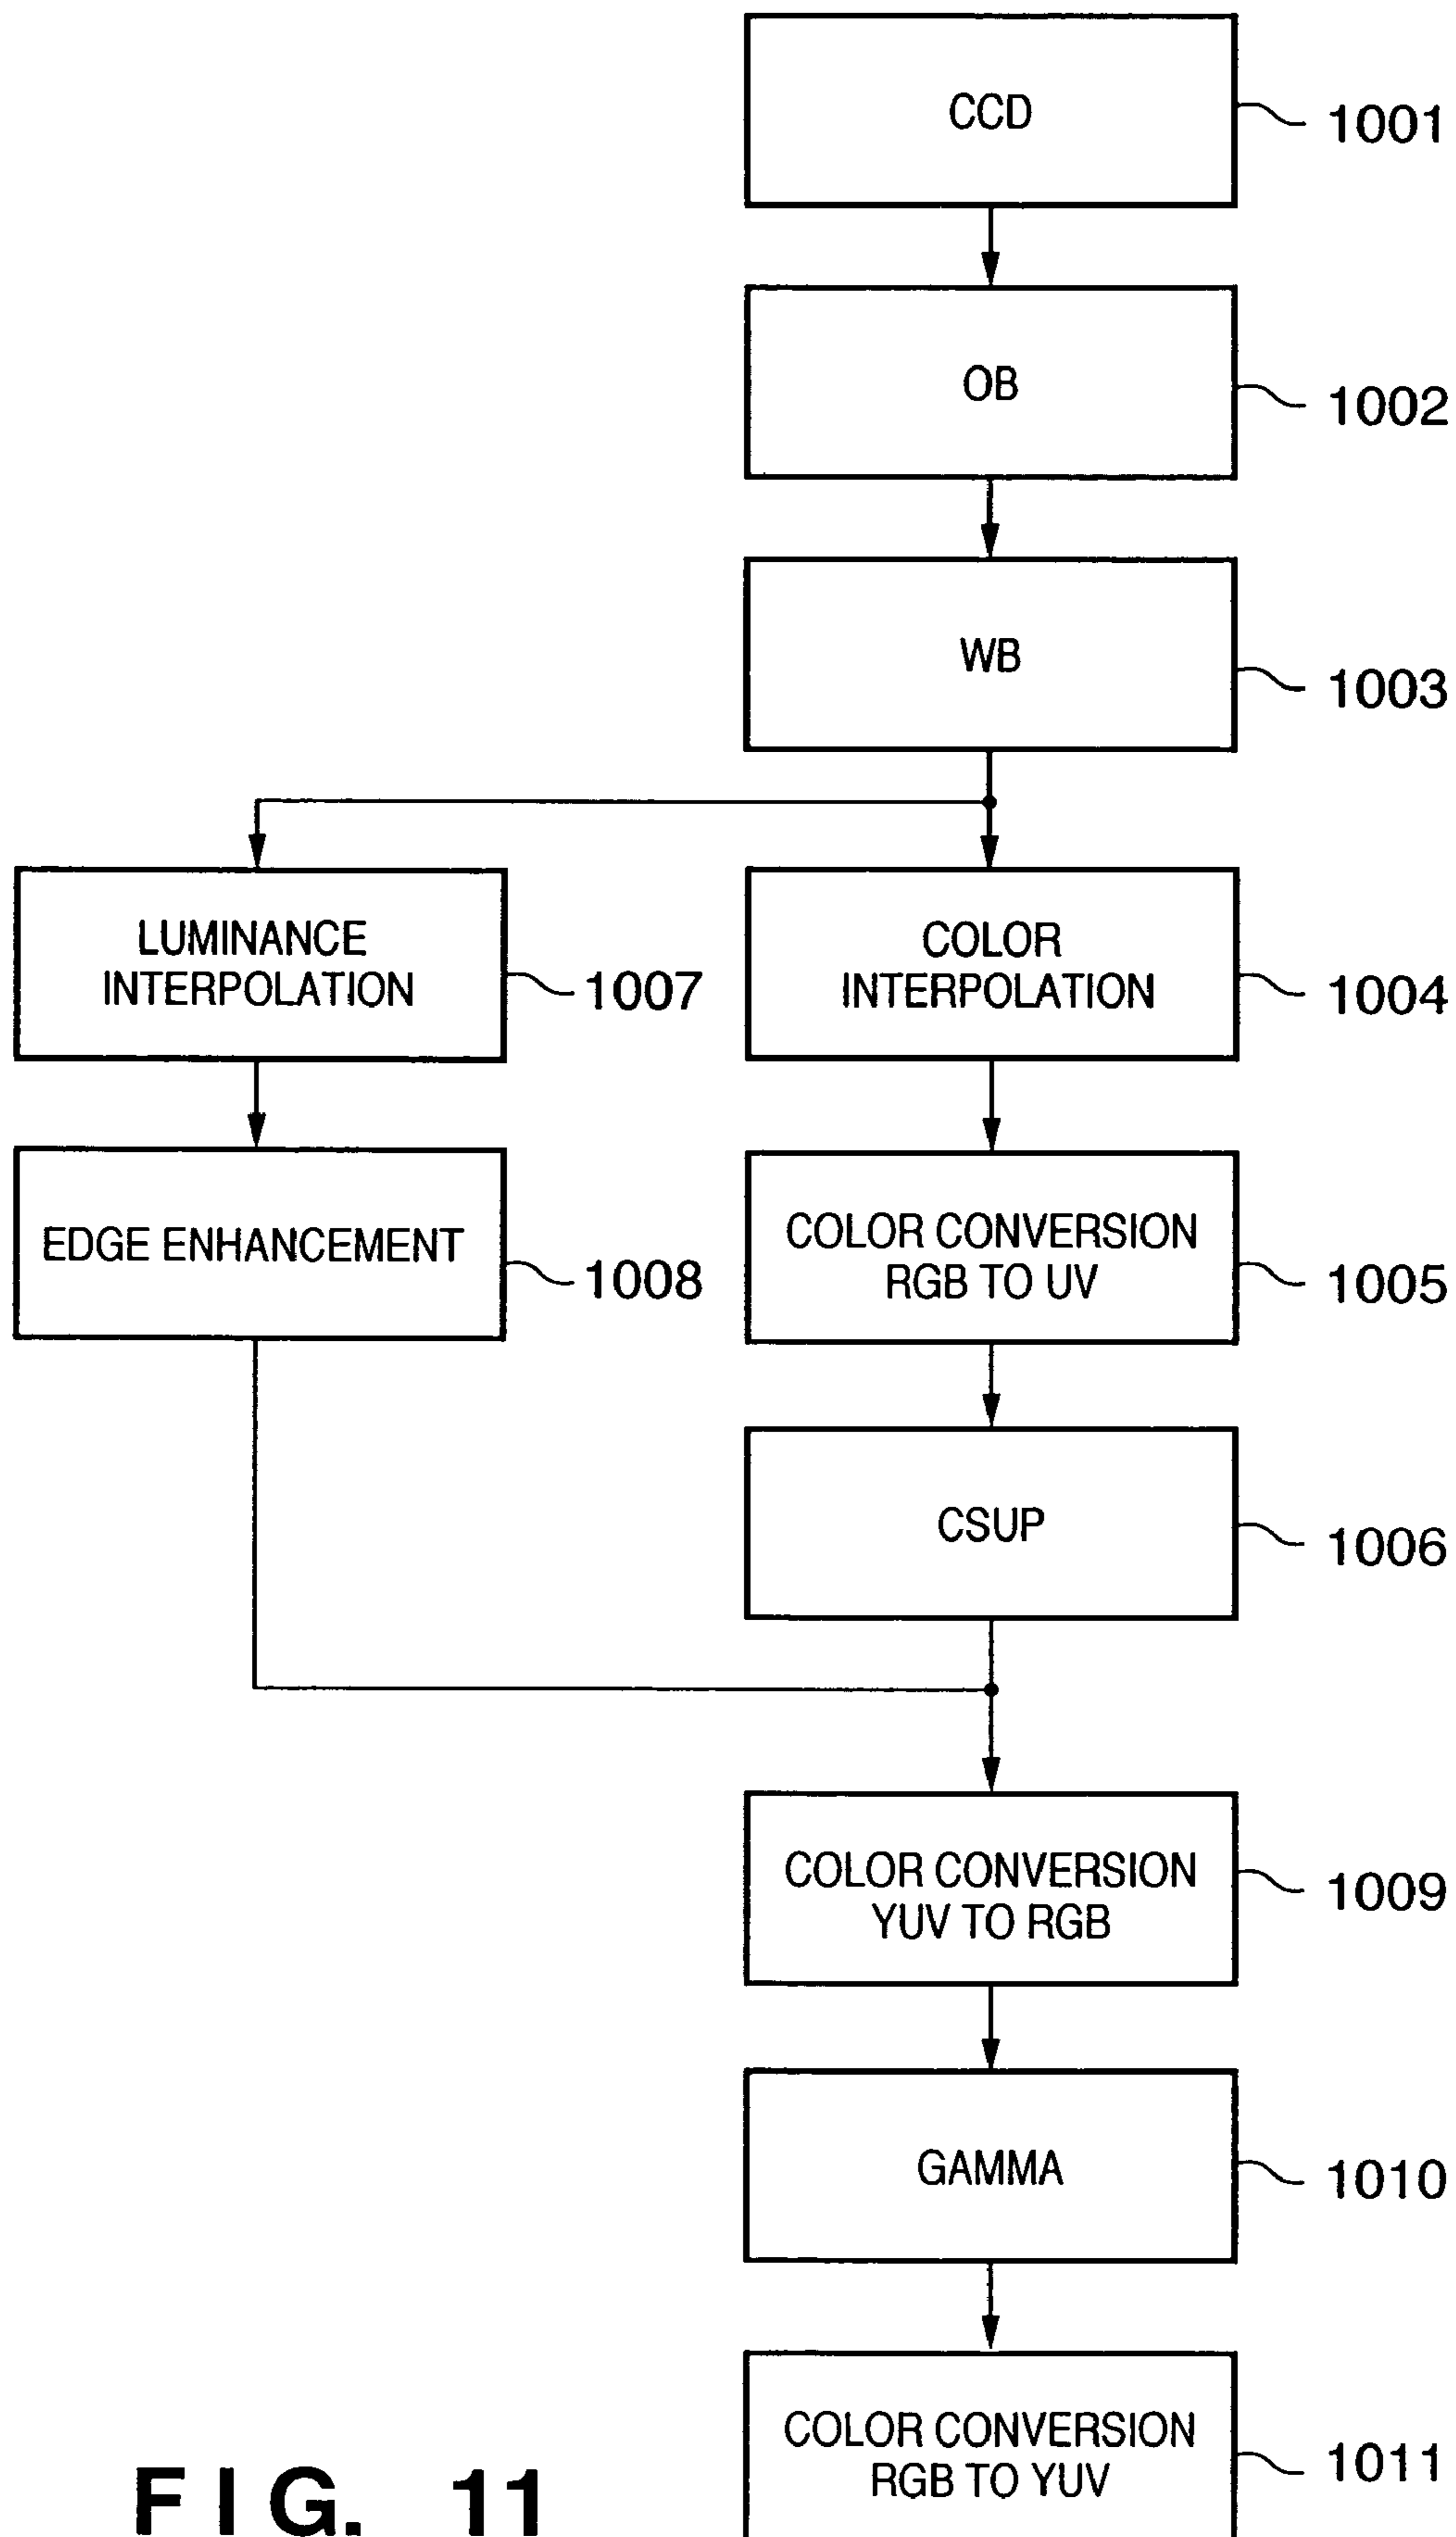 CCD
1001
OB
1002
WB
1003
LUMINANCE
INTERPOLATION
1007
COLOR
INTERPOLATION
1004
EDGE ENHANCEMENT
1008
COLOR CONVERSION
RGB TO UV
1005
CSUP
1006
COLOR CONVERSION
YUV TO RGB
1009
GAMMA
1010
COLOR CONVERSION
RGB TO YUV
1011
FIG. 11